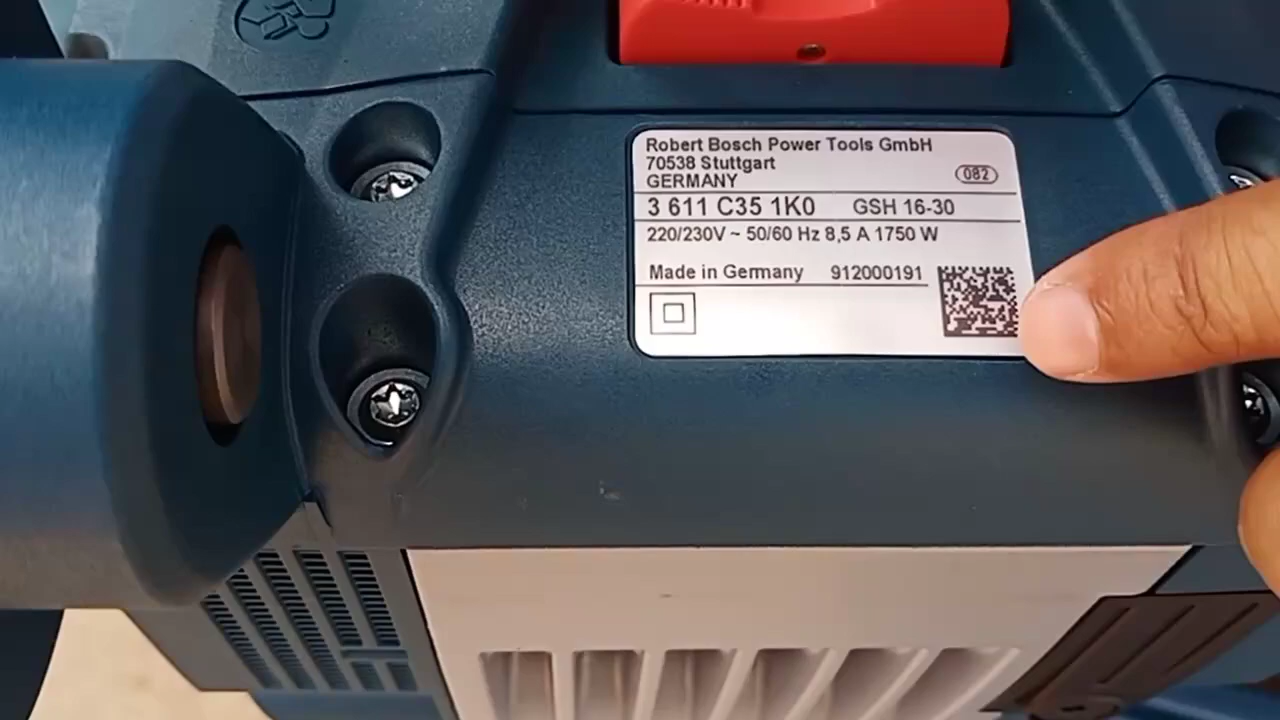 Robert Bosch Power Tools GmbH
70538 Stuttgart
GERMANY
082
3 611 C35 1K0 GSH 16-30
220/230V ~ 50/60 Hz 8,5 A 1750 W
Made in Germany 912000191